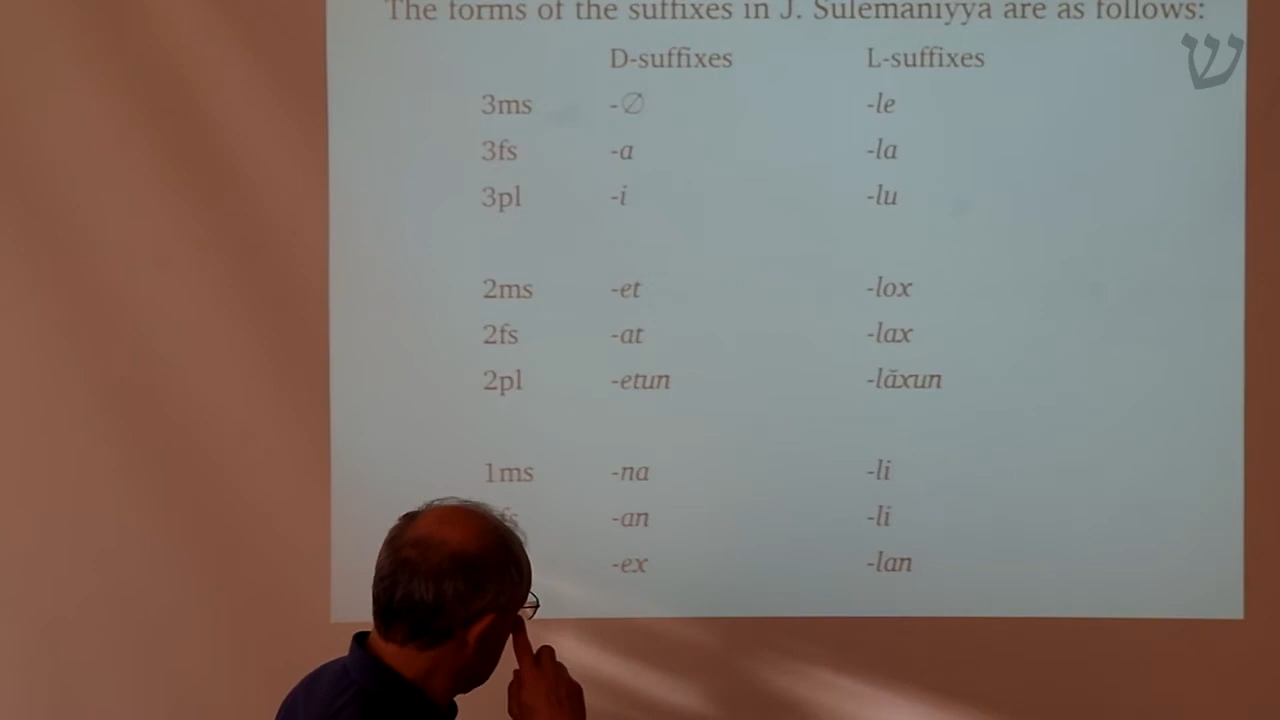 The forms of the suffixes in J. Sulemaniyya are as follows:
D-suffixes L-suffixes
3ms -∅ -le
3fs -a -la
3pl -i -lu
2ms -et -lox
2fs -at -lax
2pl -etun -lăxun
1ms -na -li
fs -an -li
-ex -lan
ש